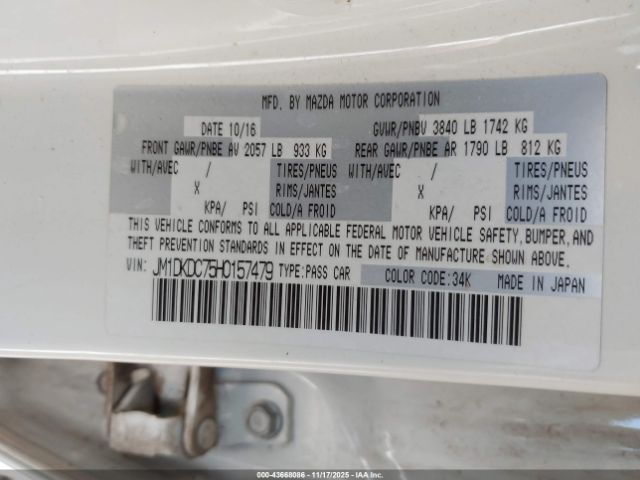 MFD. BY MAZDA MOTOR CORPORATION
DATE 10/16 GVWR/PNBV 3840 LB 1742 KG
FRONT GAWR/PNBE AV 2057 LB 933 KG REAR GAWR/PNBE AR 1790 LB 812 KG
WITH/AVEC / TIRES/PNEUS WITH/AVEC / TIRES/PNEUS
X RIMS/JANTES X RIMS/JANTES
KPA/ PSI COLD/A FROID KPA/ PSI COLD/A FROID
THIS VEHICLE CONFORMS TO ALL APPLICABLE FEDERAL MOTOR VEHICLE SAFETY, BUMPER, AND
THEFT PREVENTION STANDARDS IN EFFECT ON THE DATE OF MANUFACTURE SHOWN ABOVE.
VIN: JM1DKDC75H0157479 TYPE:PASS CAR COLOR CODE:34K MADE IN JAPAN
000-43668086 - 11/17/2025 - IAAI.COM